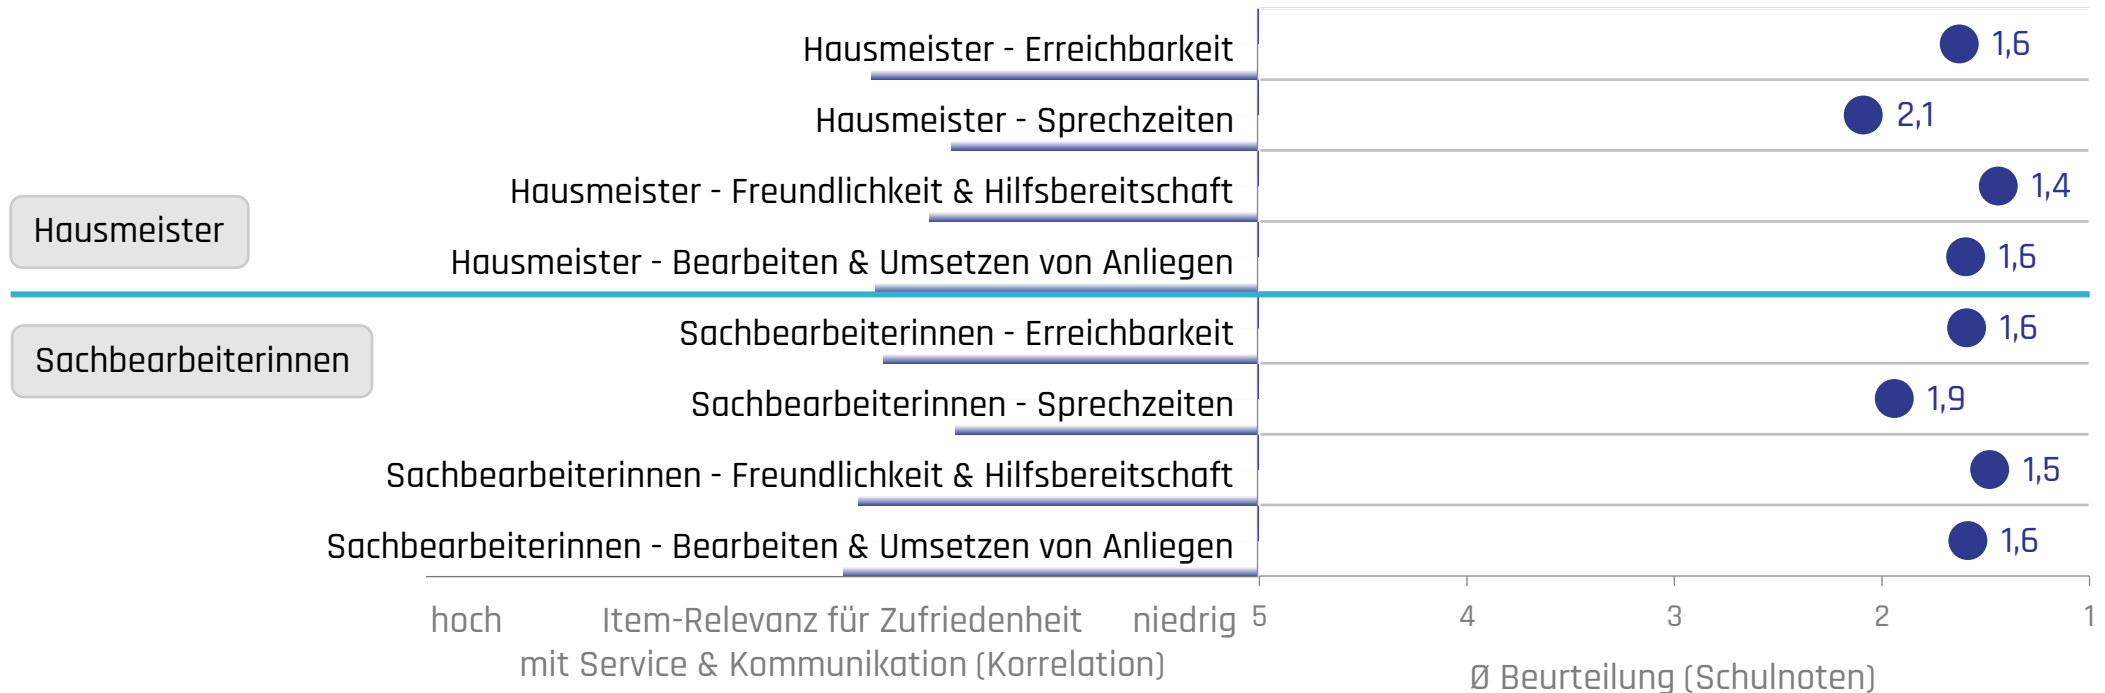 Hausmeister - Erreichbarkeit 1,6
Hausmeister - Sprechzeiten 2,1
Hausmeister - Freundlichkeit & Hilfsbereitschaft 1,4
Hausmeister
Hausmeister - Bearbeiten & Umsetzen von Anliegen 1,6
Sachbearbeiterinnen - Erreichbarkeit 1,6
Sachbearbeiterinnen
Sachbearbeiterinnen - Sprechzeiten 1,9
Sachbearbeiterinnen - Freundlichkeit & Hilfsbereitschaft 1,5
Sachbearbeiterinnen - Bearbeiten & Umsetzen von Anliegen 1,6
hoch Item-Relevanz für Zufriedenheit niedrig 5 4 3 2 1
mit Service & Kommunikation (Korrelation)
Ø Beurteilung (Schulnoten)